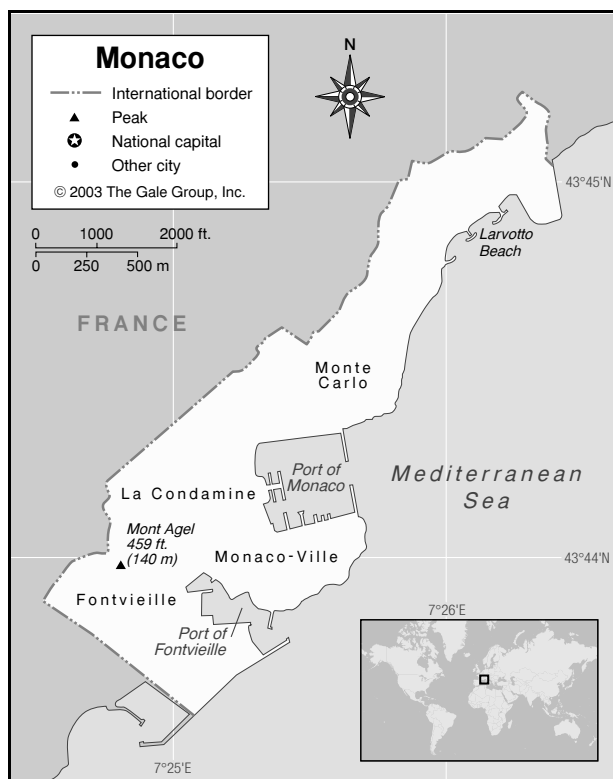 Monaco
International border
Peak
National capital
Other city
© 2003 The Gale Group, Inc.
N
0 1000 2000 ft.
0 250 500 m
43°45'N
Larvotto
Beach
FRANCE
Monte
Carlo
Port of
Monaco
Mediterranean
Sea
La Condamine
Mont Agel
459 ft.
(140 m)
Monaco-Ville
43°44'N
Fontvieille
Port of
Fontvieille
7°26'E
7°25'E